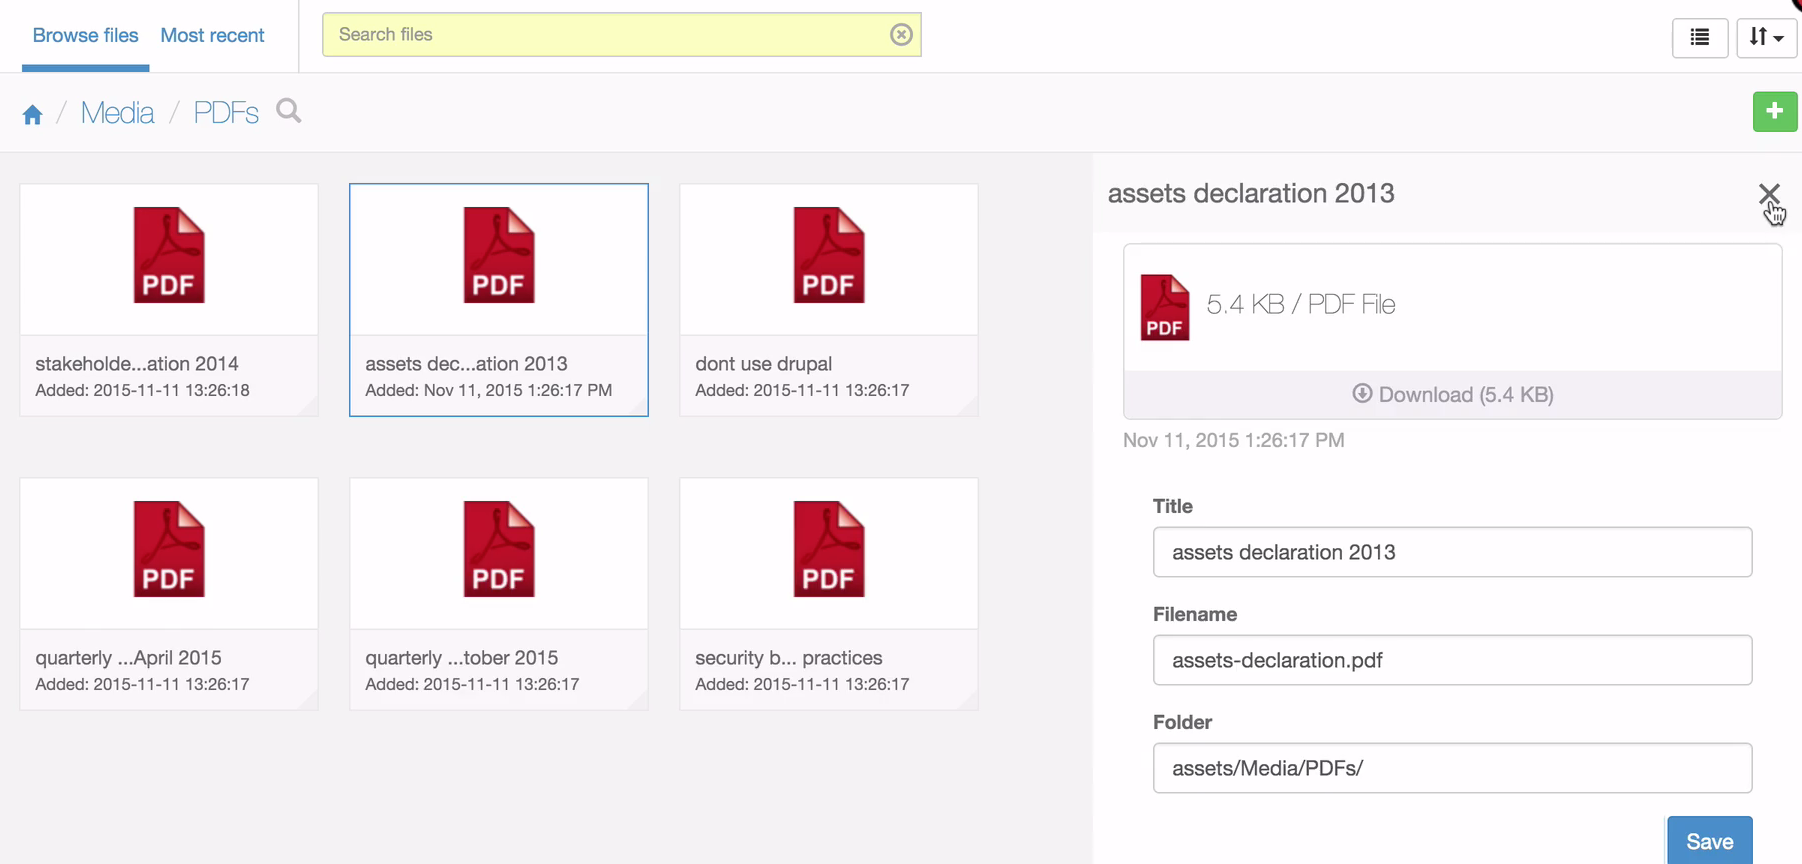 Browse files Most recent
Search files
/ Media / PDFs
PDF
stakeholde...ation 2014
Added: 2015-11-11 13:26:18
PDF
assets dec...ation 2013
Added: Nov 11, 2015 1:26:17 PM
PDF
dont use drupal
Added: 2015-11-11 13:26:17
PDF
quarterly ...April 2015
Added: 2015-11-11 13:26:17
PDF
quarterly ...tober 2015
Added: 2015-11-11 13:26:17
PDF
security b... practices
Added: 2015-11-11 13:26:17
assets declaration 2013
PDF
5.4 KB / PDF File
Download (5.4 KB)
Nov 11, 2015 1:26:17 PM
Title
assets declaration 2013
Filename
assets-declaration.pdf
Folder
assets/Media/PDFs/
Save